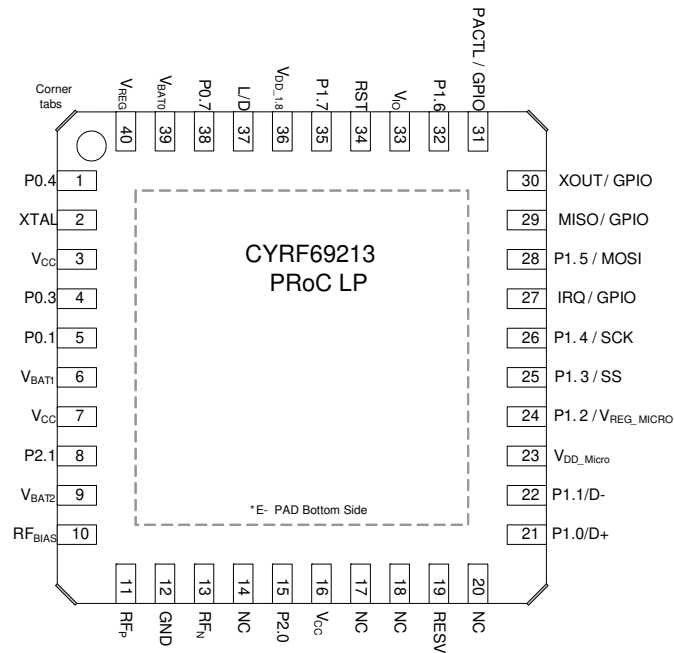 Corner
tabs
VREG
VBAT0
P0.7
L/D
VDD_1.8
P1.7
RST
VIO
P1.6
PACTL / GPIO
40
39
38
37
36
35
34
33
32
31
P0.4 1
XTAL 2
VCC 3
P0.3 4
P0.1 5
VBAT1 6
VCC 7
P2.1 8
VBAT2 9
RFBIAS 10
CYRF69213
PRoC LP
*E- PAD Bottom Side
30 XOUT/ GPIO
29 MISO/ GPIO
28 P1.5 / MOSI
27 IRQ/ GPIO
26 P1.4 / SCK
25 P1.3 / SS
24 P1.2 / VREG_MICRO
23 VDD_Micro
22 P1.1/D-
21 P1.0/D+
11
12
13
14
15
16
17
18
19
20
RFP
GND
RFN
NC
P2.0
VCC
NC
NC
RESV
NC